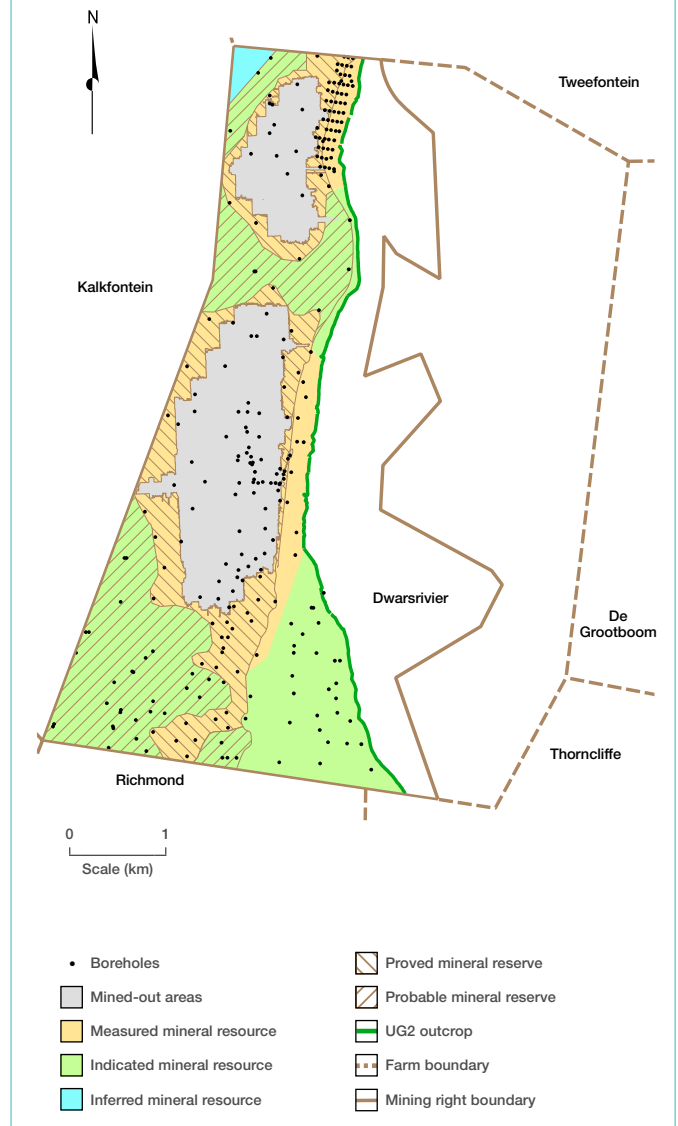 N
Tweefontein
Kalkfontein
Dwarsrivier
De
Grootboom
Thorncliffe
Richmond
0 1
Scale (km)
Boreholes
Mined-out areas
Measured mineral resource
Indicated mineral resource
Inferred mineral resource
Proved mineral reserve
Probable mineral reserve
UG2 outcrop
Farm boundary
Mining right boundary